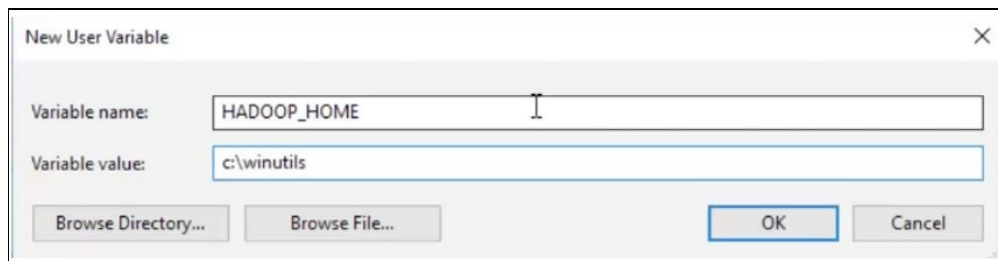 New User Variable
Variable name: HADOOP_HOME
Variable value: c:\winutils
Browse Directory... Browse File... OK Cancel